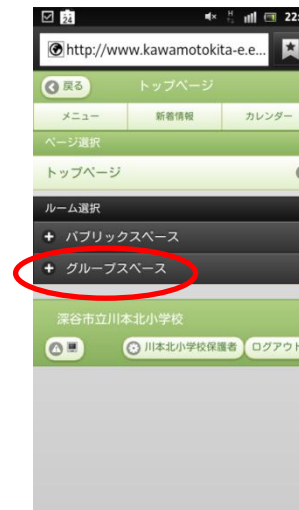 24
22:
http://www.kawamotokita-e.e...
戻る
トップページ
メニュー
新着情報
カレンダー
ページ選択
トップページ
ルーム選択
パブリックスペース
グループスペース
深谷市立川本北小学校
川本北小学校保護者
ログアウト